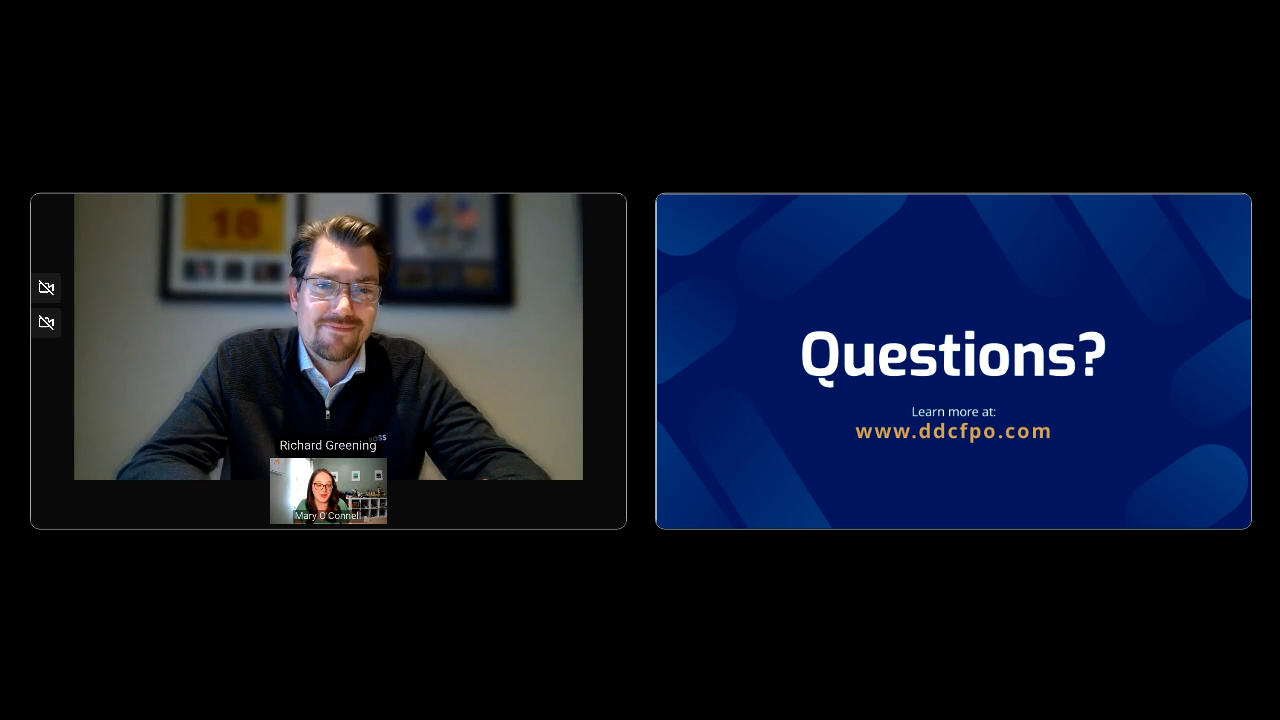 18
Richard Greening
Mary O Connell
Questions?
Learn more at:
www.ddcfpo.com